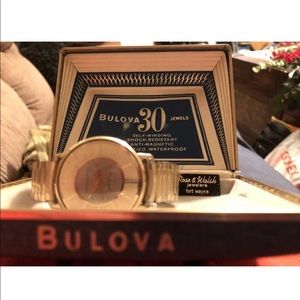 BULOVA 30 JEWELS
SELF-WINDING
SHOCK-RESISTANT
ANTI-MAGNETIC
WATERPROOF
Rose & Walsh
jewelers
fort wayne
BULOVA